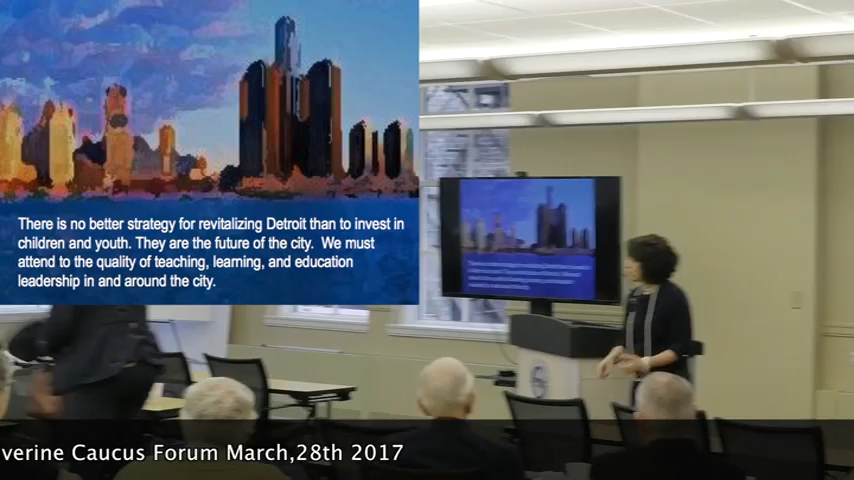 There is no better strategy for revitalizing Detroit than to invest in
children and youth. They are the future of the city. We must
attend to the quality of teaching, learning, and education
leadership in and around the city.
verine Caucus Forum March,28th 2017